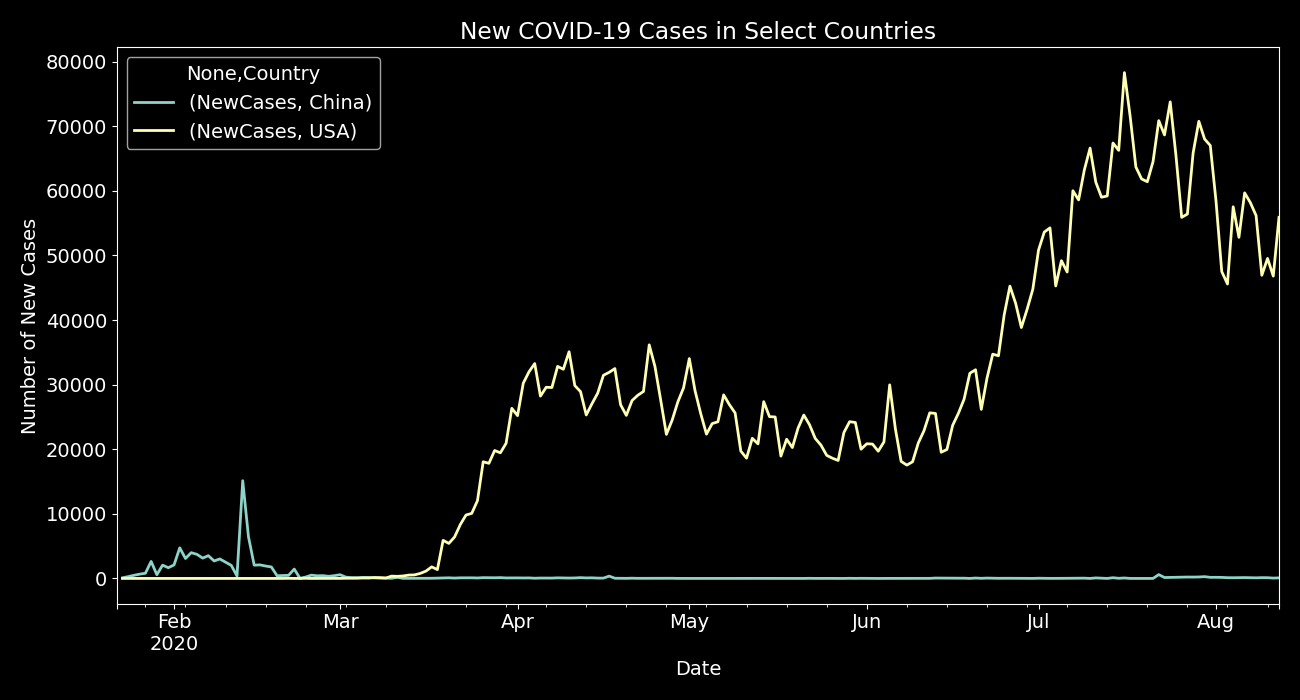 New COVID-19 Cases in Select Countries
None,Country
(NewCases, China)
(NewCases, USA)
Number of New Cases
80000
70000
60000
50000
40000
30000
20000
10000
0
Feb Mar Apr May Jun Jul Aug
2020
Date